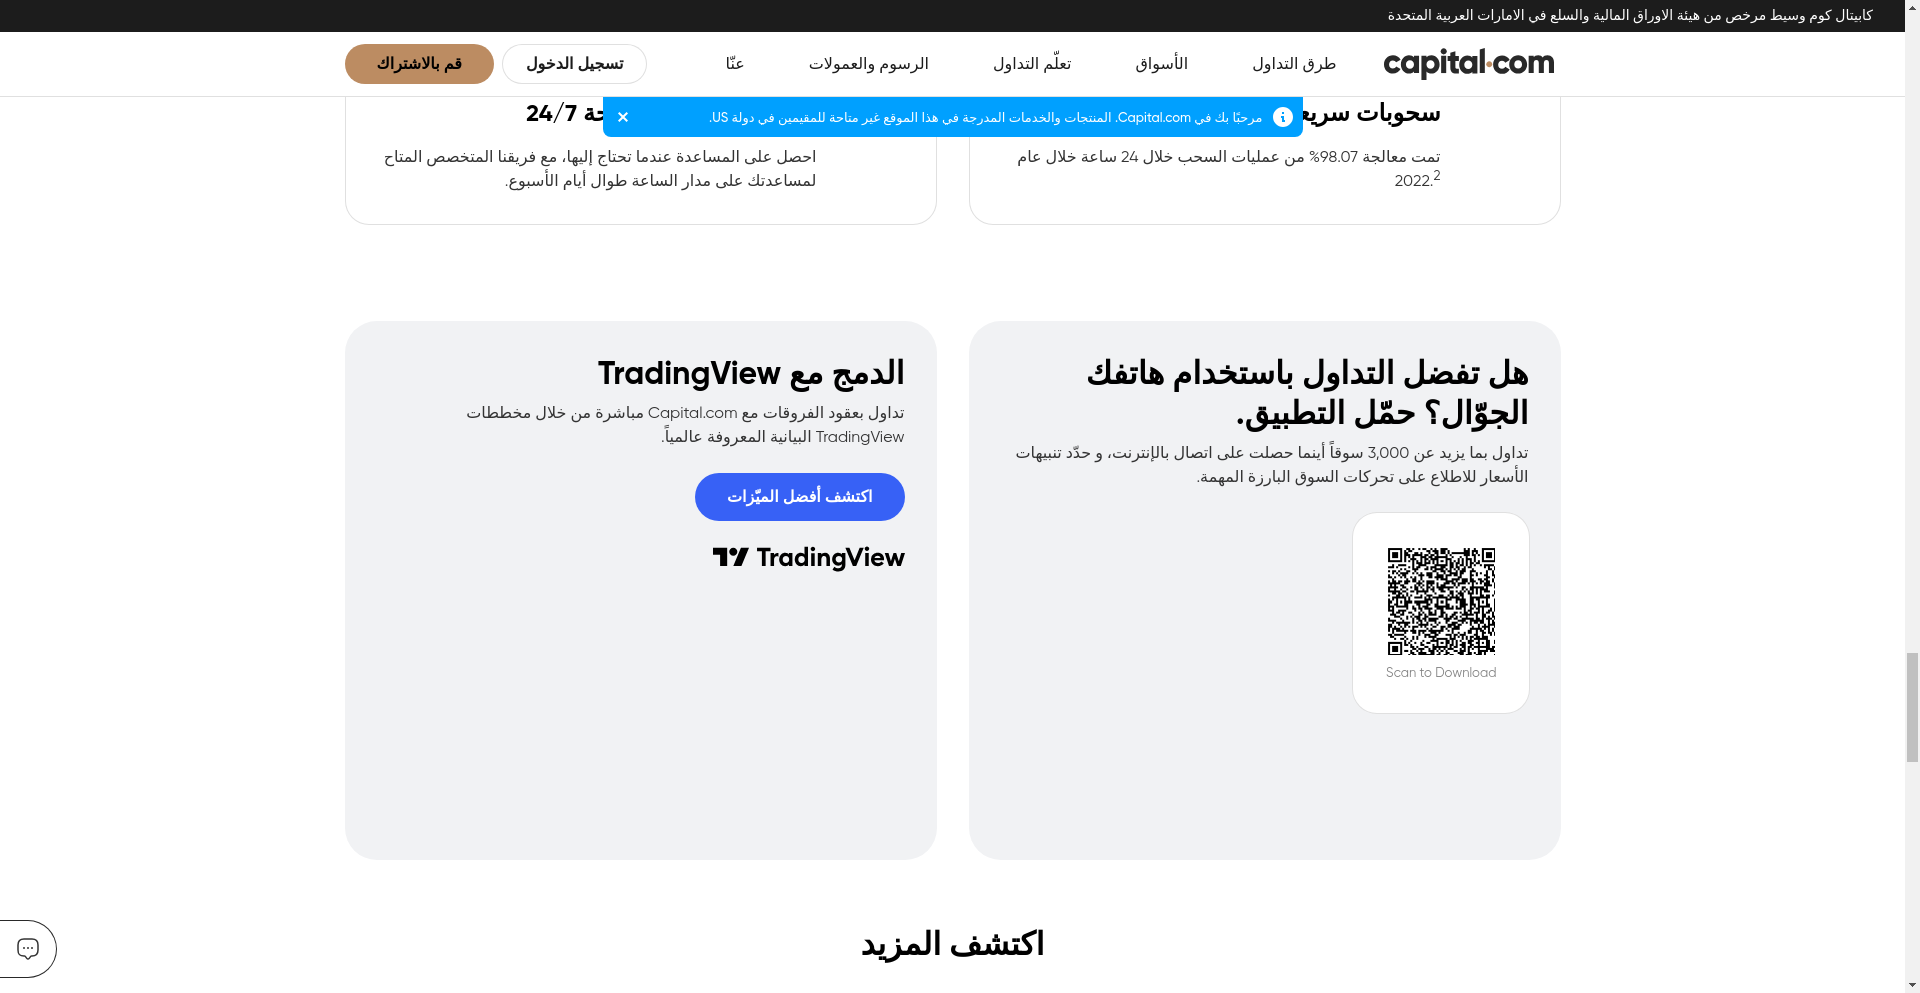 كابيتال كوم وسيط مرخص من هيئة الاوراق المالية والسلع في الامارات العربية المتحدة
capital.com
طرق التداول
الأسواق
تعلّم التداول
الرسوم والعمولات
عنّا
تسجيل الدخول
قم بالاشتراك
مرحبًا بك في Capital.com. المنتجات والخدمات المدرجة في هذا الموقع غير متاحة للمقيمين في دولة US.
سحوبات
تمت معالجة 98.07% من عمليات السحب خلال 24 ساعة خلال عام
2022.2
24/7
احصل على المساعدة عندما تحتاج إليها، مع فريقنا المتخصص المتاح
لمساعدتك على مدار الساعة طوال أيام الأسبوع.
هل تفضل التداول باستخدام هاتفك
الجوّال؟ حمّل التطبيق.
تداول بما يزيد عن 3,000 سوقاً أينما حصلت على اتصال بالإنترنت، و حدّد تنبيهات
الأسعار للاطلاع على تحركات السوق البارزة المهمة.
Scan to Download
الدمج مع TradingView
تداول بعقود الفروقات مع Capital.com مباشرة من خلال مخططات
TradingView البيانية المعروفة عالمياً.
اكتشف أفضل الميّزات
TradingView
اكتشف المزيد